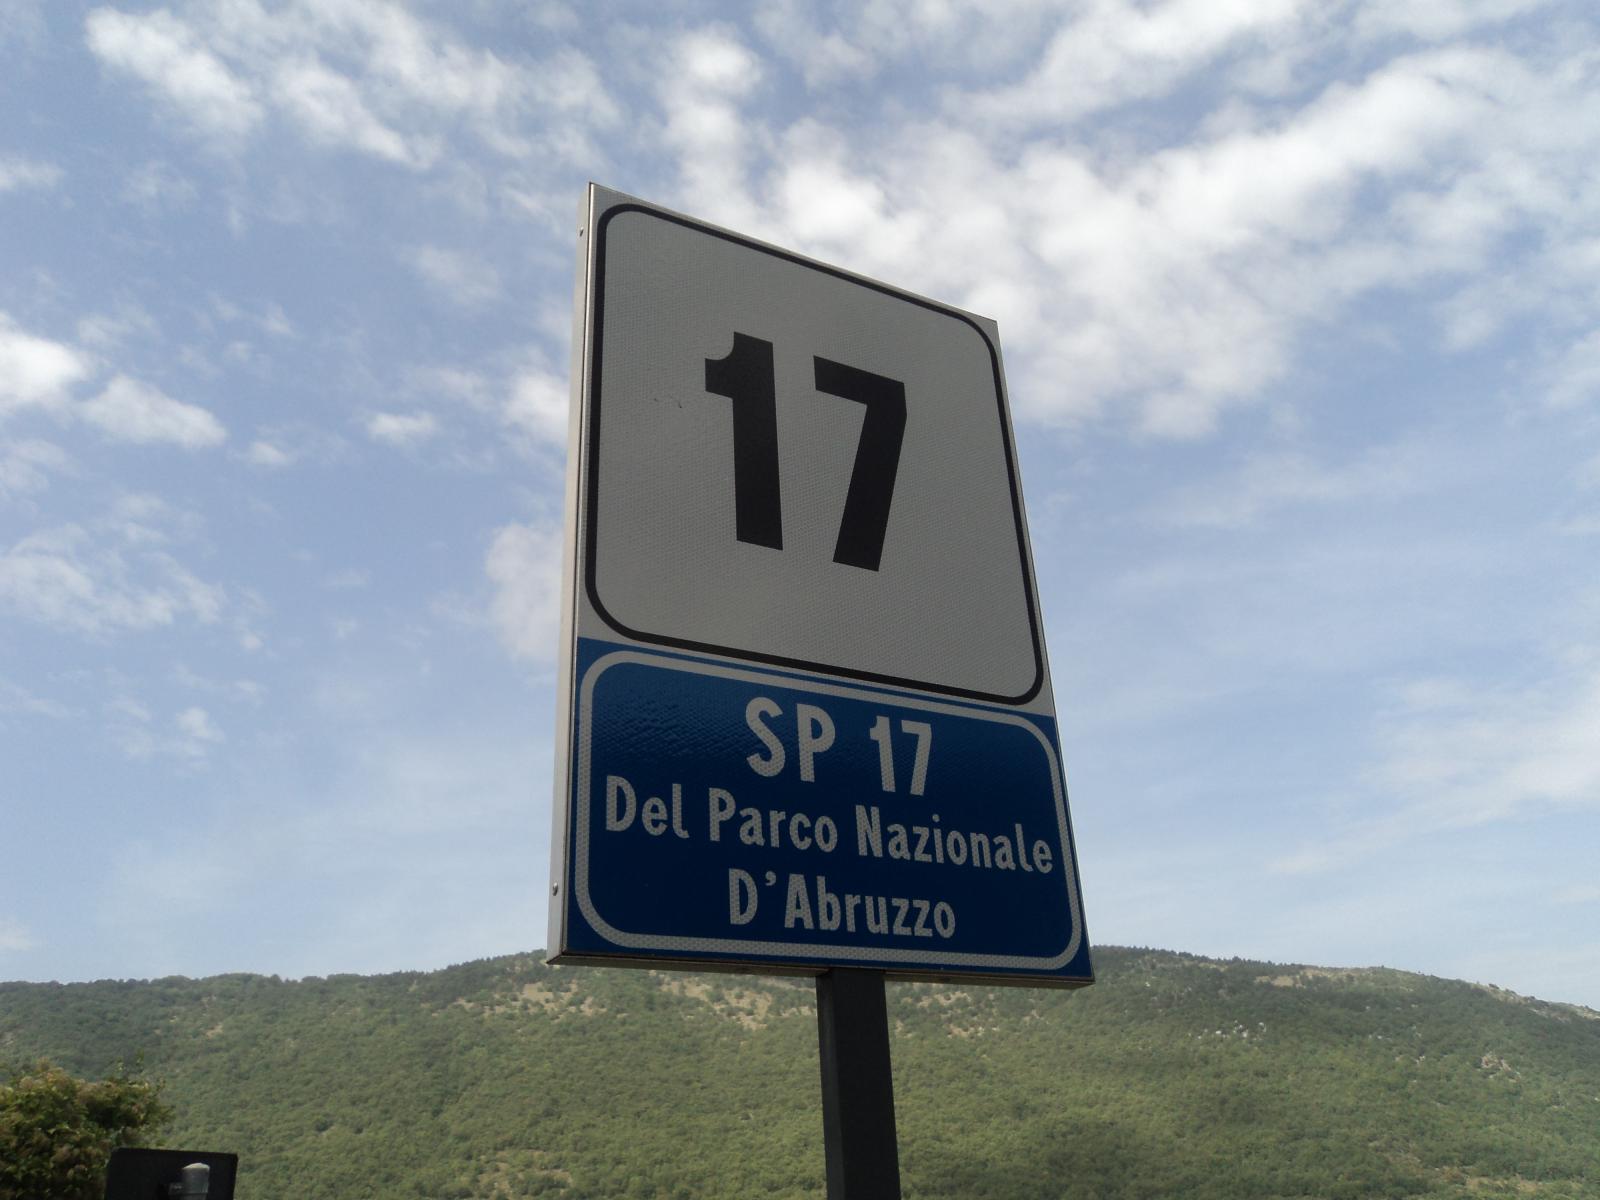 17
SP 17
Del Parco Nazionale
D'Abruzzo